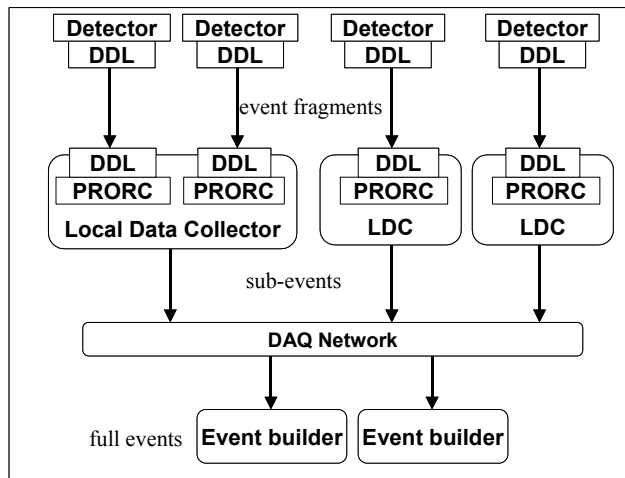 Detector Detector Detector Detector
DDL DDL DDL DDL
event fragments
DDL DDL DDL DDL
PRORC PRORC PRORC PRORC
Local Data Collector LDC LDC
sub-events
DAQ Network
full events Event builder Event builder